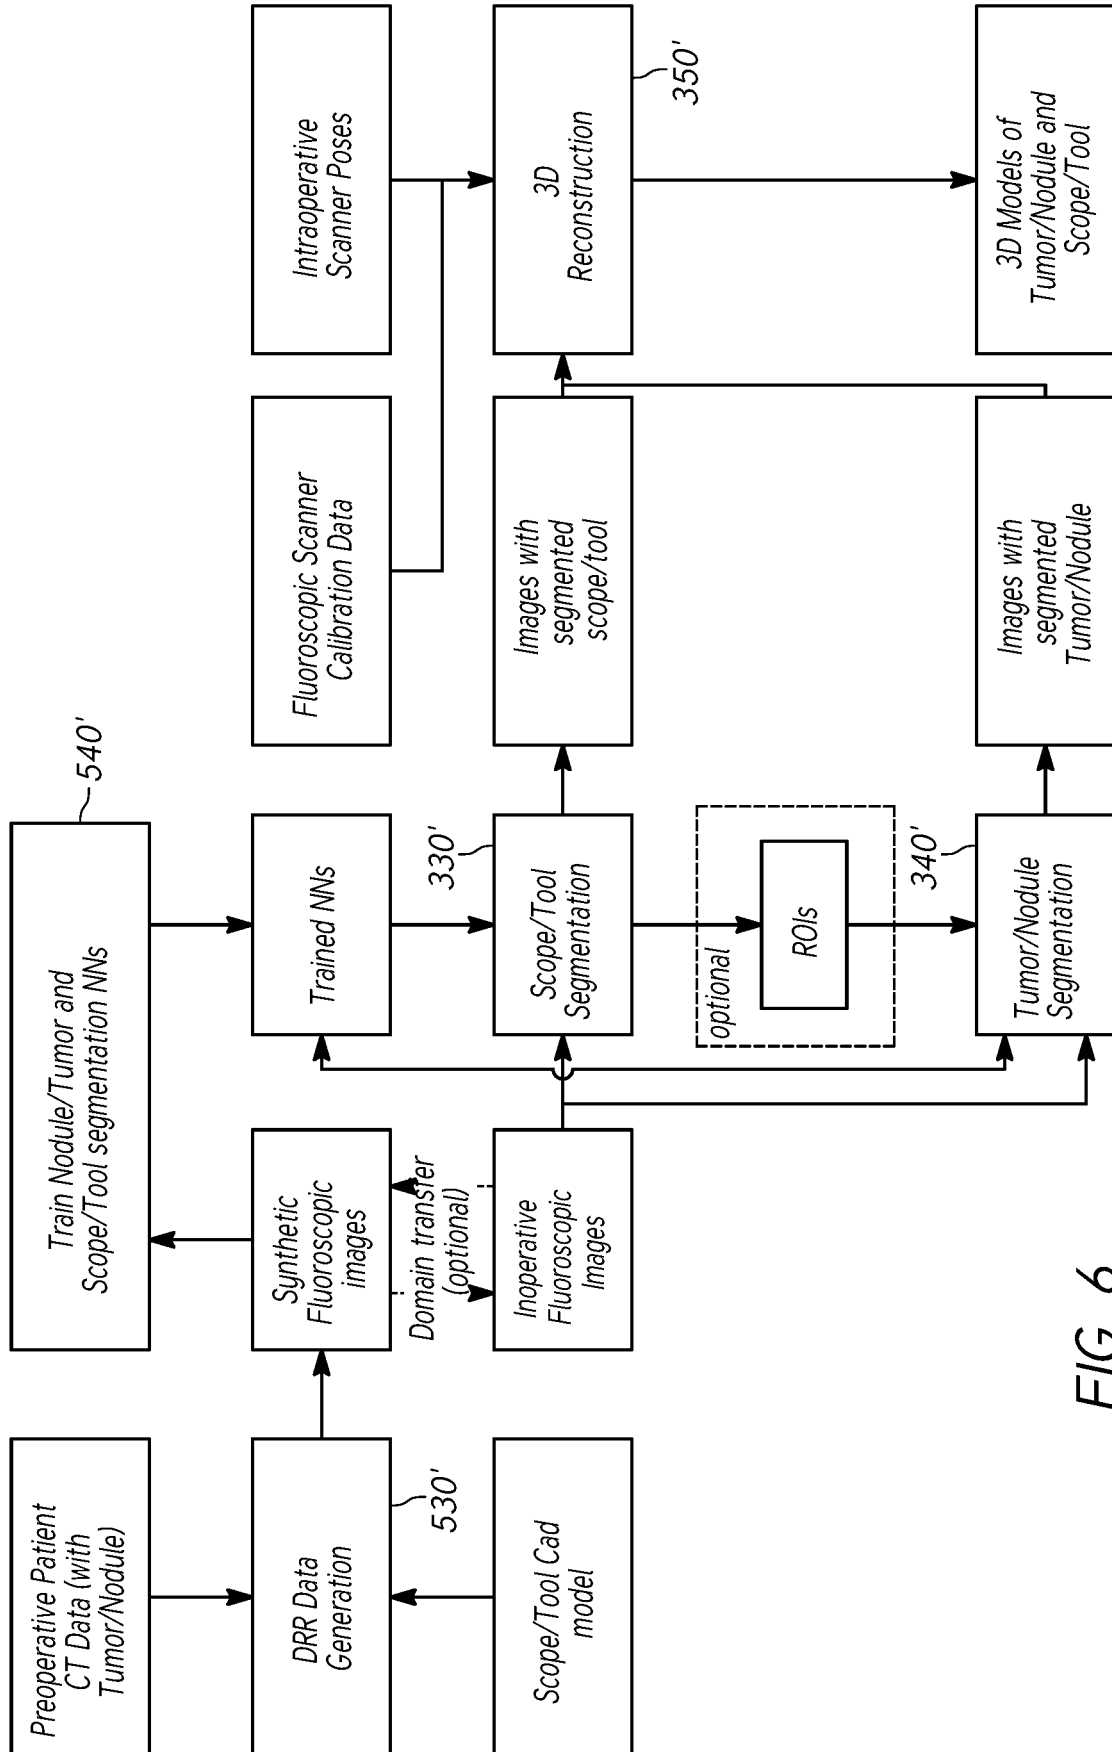 Preoperative Patient
CT Data (with
Tumor/Nodule)
DRR Data
Generation
530'
Scope/Tool Cad
model
Train Nodule/Tumor and
Scope/Tool segmentation NNs
540'
Synthetic
Fluoroscopic
images
Domain transfer
(optional)
Inoperative
Fluoroscopic
Images
Trained NNs
330'
Scope/Tool
Segmentation
optional
ROIs
340'
Tumor/Nodule
Segmentation
Fluoroscopic Scanner
Calibration Data
Images with
segmented
scope/tool
Images with
segmented
Tumor/Nodule
Intraoperative
Scanner Poses
3D
Reconstruction
350'
3D Models of
Tumor/Nodule and
Scope/Tool
FIG. 6